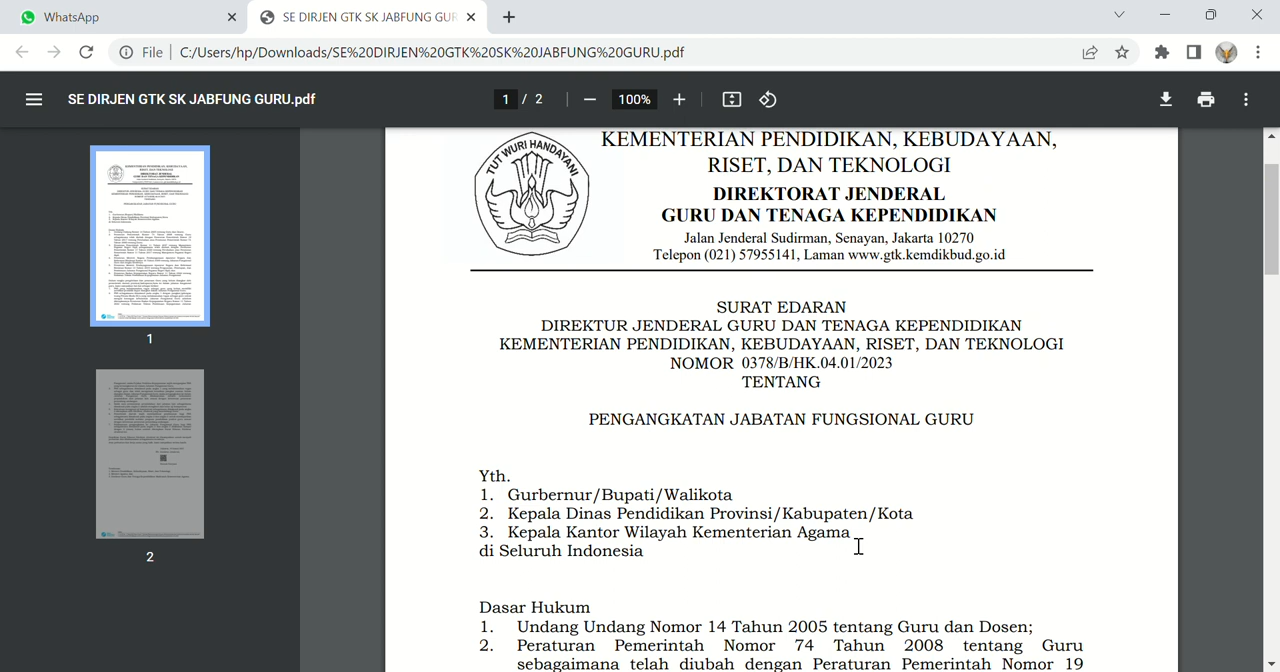 WhatsApp
SE DIRJEN GTK SK JABFUNG GUR
File
C:/Users/hp/Downloads/SE%20DIRJEN%20GTK%20SK%20JABFUNG%20GURU.pdf
SE DIRJEN GTK SK JABFUNG GURU.pdf
1 / 2
100%
1
2
TUT WURI HANDAYANI
KEMENTERIAN PENDIDIKAN, KEBUDAYAAN,
RISET, DAN TEKNOLOGI
DIREKTORAT JENDERAL
GURU DAN TENAGA KEPENDIDIKAN
Jalan Jenderal Sudirman, Senayan, Jakarta 10270
Telepon (021) 57955141, Laman www.gtk.kemdikbud.go.id
SURAT EDARAN
DIREKTUR JENDERAL GURU DAN TENAGA KEPENDIDIKAN
KEMENTERIAN PENDIDIKAN, KEBUDAYAAN, RISET, DAN TEKNOLOGI
NOMOR 0378/B/HK.04.01/2023
TENTANG
PENGANGKATAN JABATAN FUNGSIONAL GURU
Yth.
1. Gurbernur/Bupati/Walikota
2. Kepala Dinas Pendidikan Provinsi/Kabupaten/Kota
3. Kepala Kantor Wilayah Kementerian Agama
di Seluruh Indonesia
Dasar Hukum
1. Undang Undang Nomor 14 Tahun 2005 tentang Guru dan Dosen;
2. Peraturan Pemerintah Nomor 74 Tahun 2008 tentang Guru
sebagaimana telah diubah dengan Peraturan Pemerintah Nomor 19